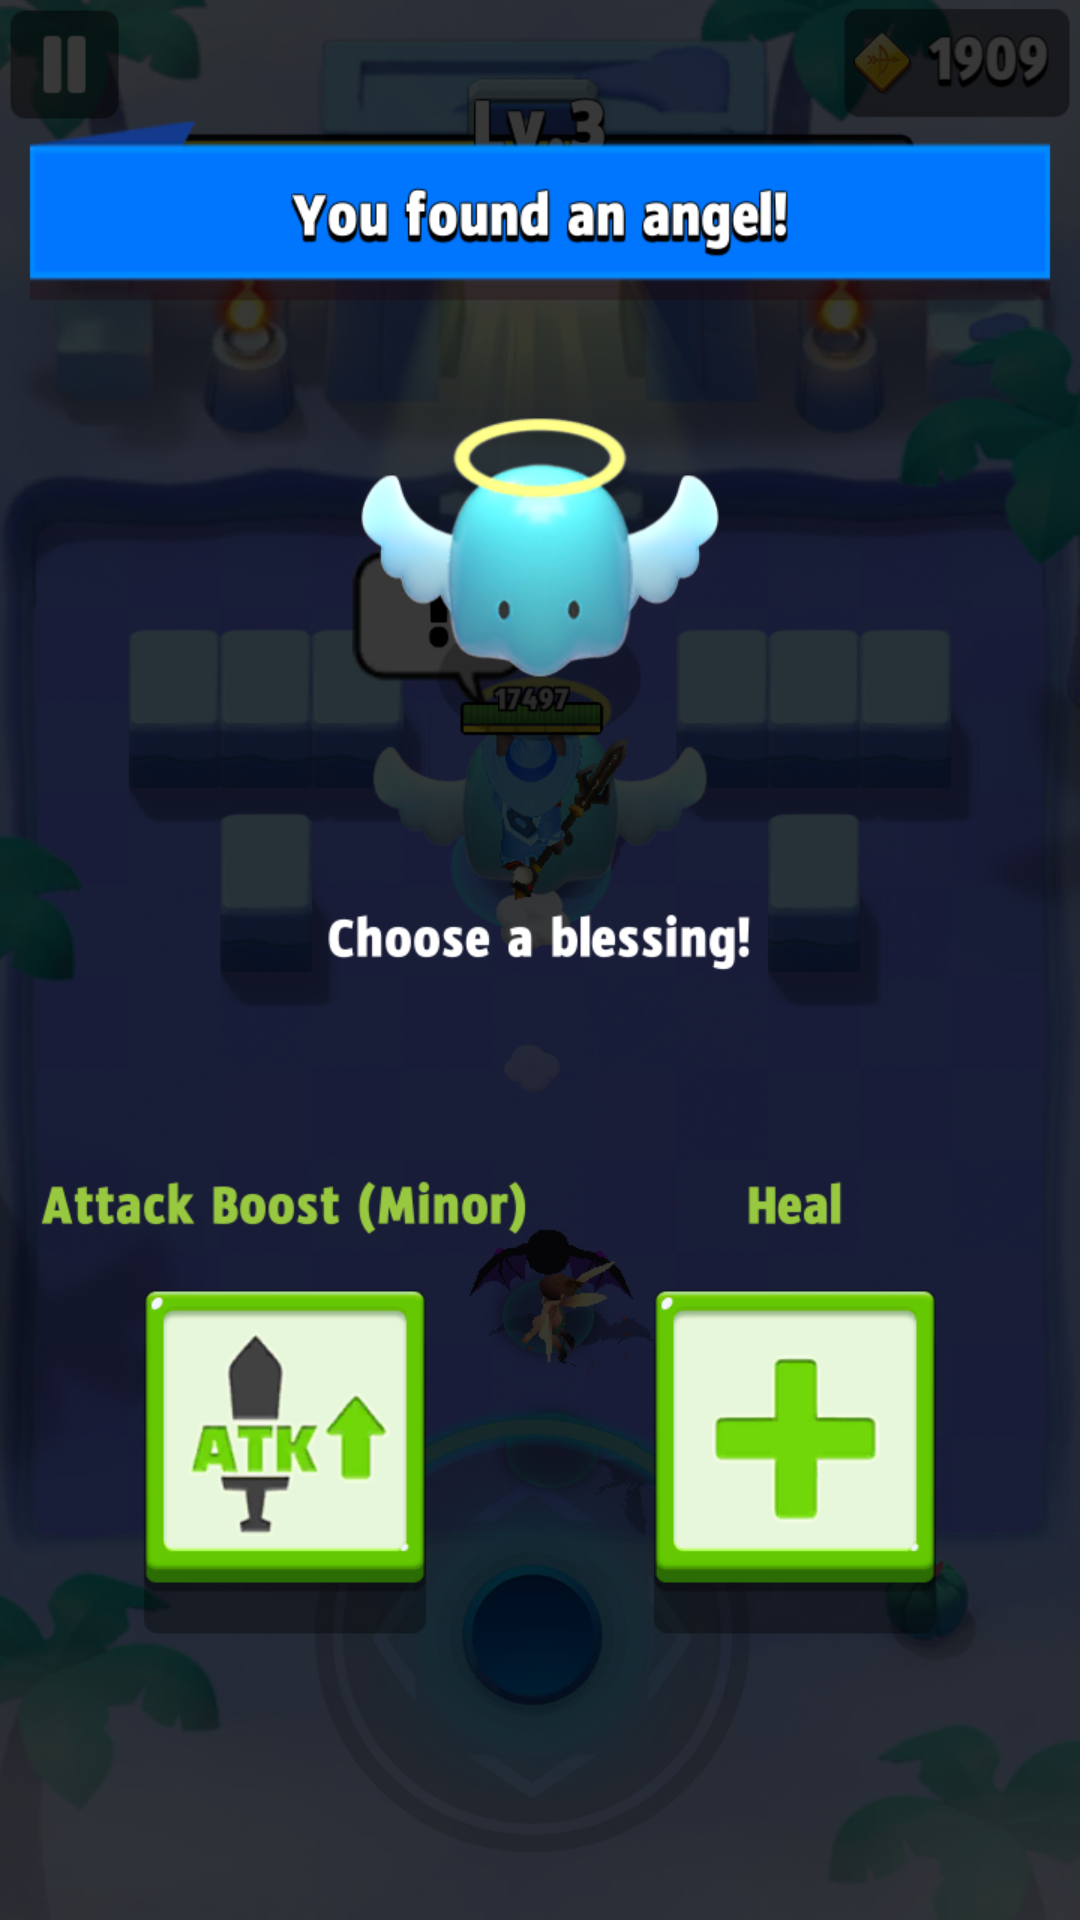 1909
Lv.3
You found an angel!
!
17497
Choose a blessing!
Attack Boost (Minor)
Heal
ATK